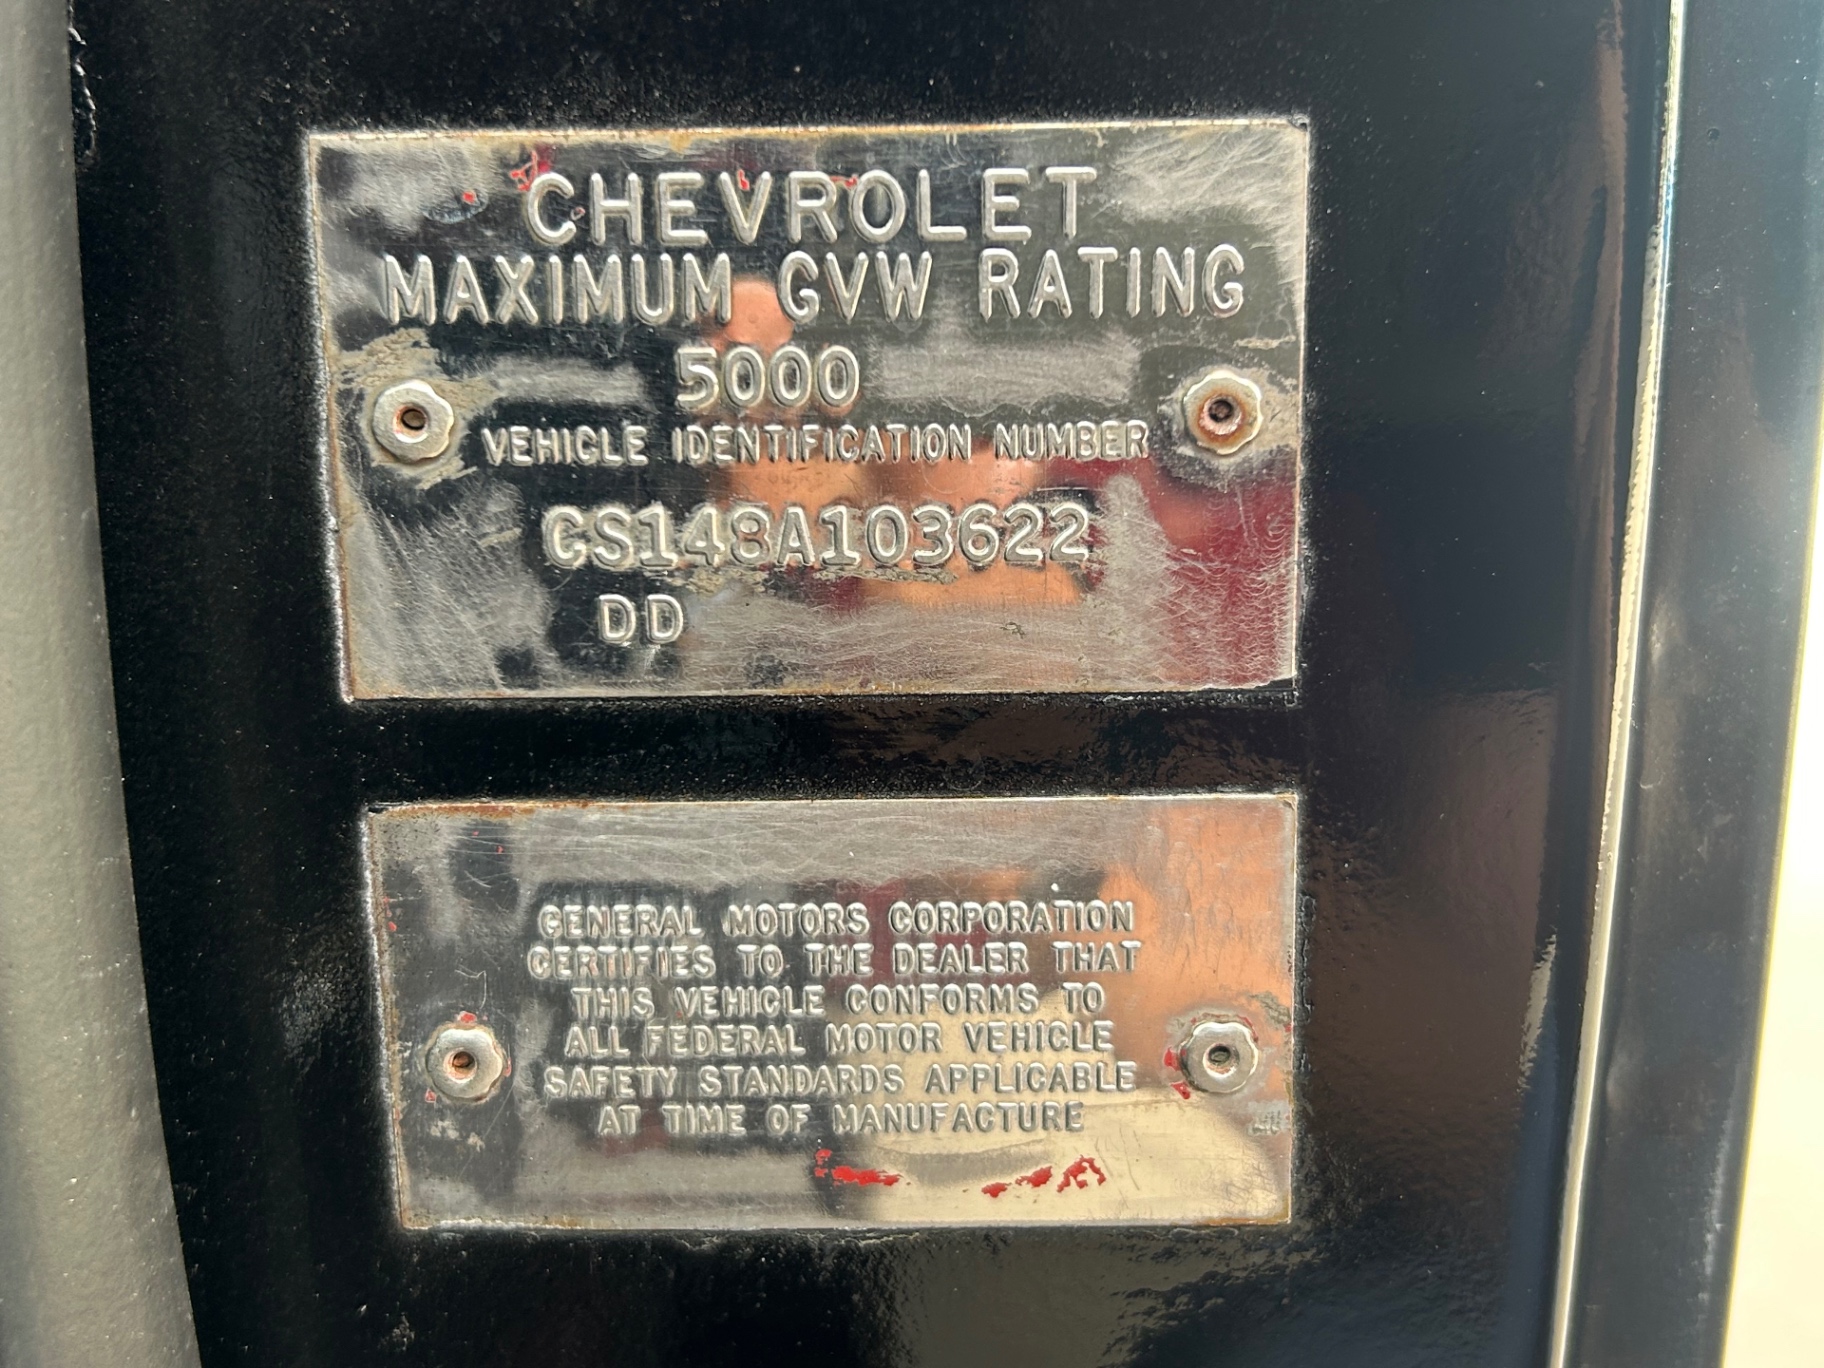 CHEVROLET
MAXIMUM GVW RATING
5000
VEHICLE IDENTIFICATION NUMBER
CS148A103622
DD
GENERAL MOTORS CORPORATION
CERTIFIES TO THE DEALER THAT
THIS VEHICLE CONFORMS TO
ALL FEDERAL MOTOR VEHICLE
SAFETY STANDARDS APPLICABLE
AT TIME OF MANUFACTURE